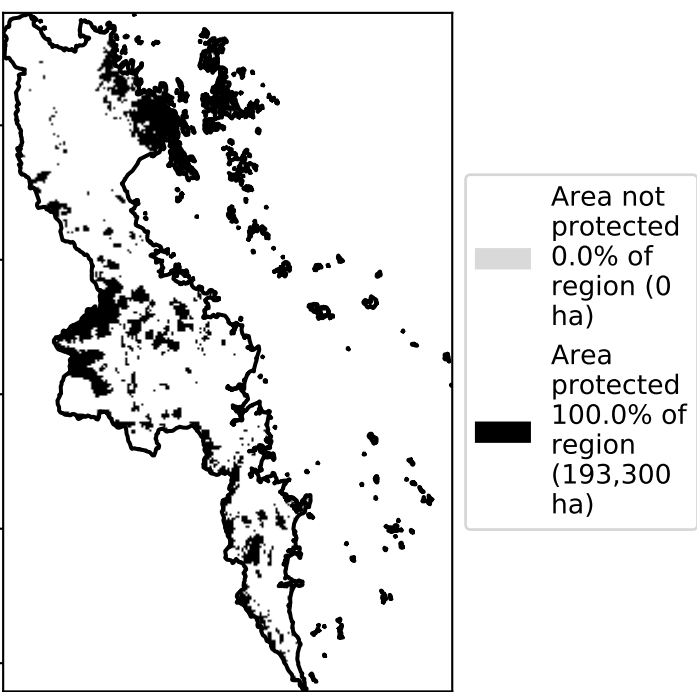 Area not
protected
0.0% of
region (0
ha)
Area
protected
100.0% of
region
(193,300
ha)